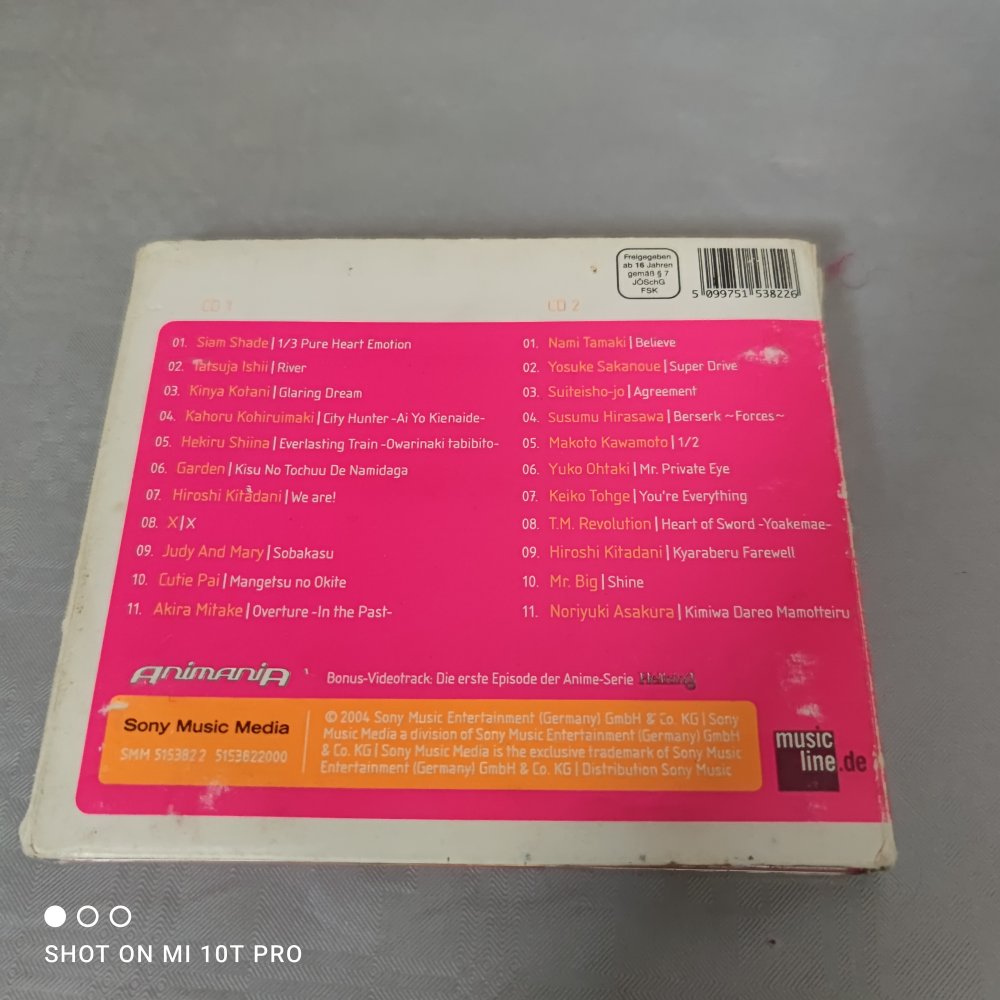 Freigegeben
ab 16 Jahren
gemäß § 7
JÖSchG
FSK
5 099751 538226
CD 1
01. Siam Shade | 1/3 Pure Heart Emotion
02. Tatsuja Ishii | River
03. Kinya Kotani | Glaring Dream
04. Kahoru Kohiruimaki | City Hunter -Ai Yo Kienaide-
05. Hekiru Shiina | Everlasting Train -Owarinaki tabibito-
06. Garden | Kisu No Tochuu De Namidaga
07. Hiroshi Kitadani | We are!
08. X | X
09. Judy And Mary | Sobakasu
10. Cutie Pai | Mangetsu no Okite
11. Akira Mitake | Overture -In the Past-
CD 2
01. Nami Tamaki | Believe
02. Yosuke Sakanoue | Super Drive
03. Suiteisho-jo | Agreement
04. Susumu Hirasawa | Berserk ~Forces~
05. Makoto Kawamoto | 1/2
06. Yuko Ohtaki | Mr. Private Eye
07. Keiko Tohge | You're Everything
08. T.M. Revolution | Heart of Sword -Yoakemae-
09. Hiroshi Kitadani | Kyaraberu Farewell
10. Mr. Big | Shine
11. Noriyuki Asakura | Kimiwa Dareo Mamotteiru
AnimaniA
Bonus-Videotrack: Die erste Episode der Anime-Serie Hellsing
Sony Music Media
SMM 5153822 5153822000
© 2004 Sony Music Entertainment (Germany) GmbH & Co. KG | Sony
Music Media a division of Sony Music Entertainment (Germany) GmbH
& Co. KG | Sony Music Media is the exclusive trademark of Sony Music
Entertainment (Germany) GmbH & Co. KG | Distribution Sony Music
music
line.de
SHOT ON MI 10T PRO